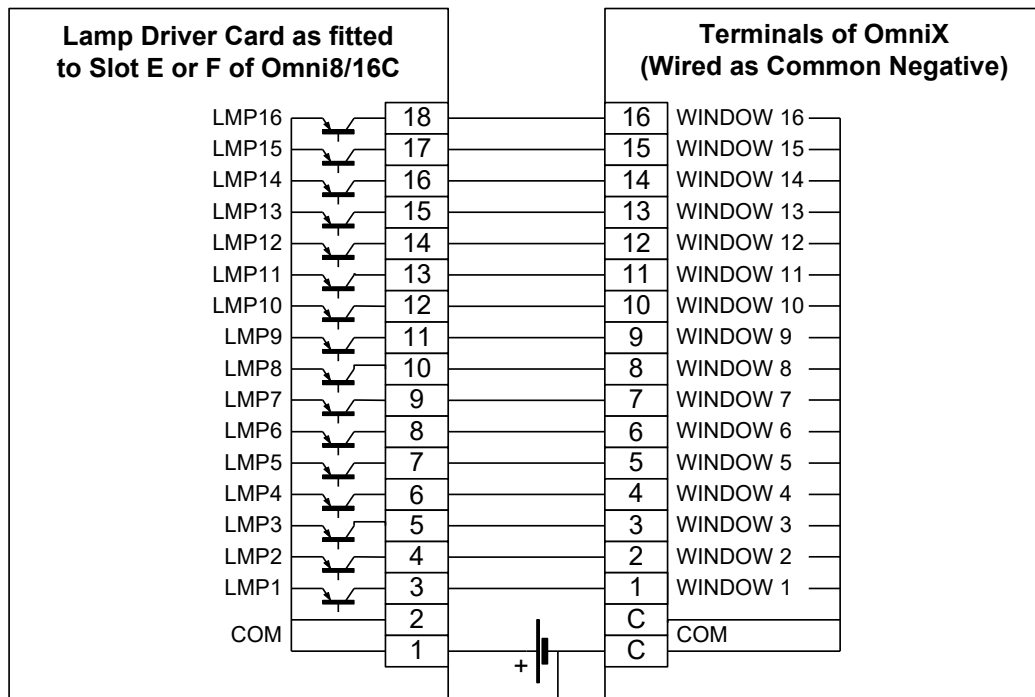 Lamp Driver Card as fitted
to Slot E or F of Omni8/16C
Terminals of OmniX
(Wired as Common Negative)
LMP16 18 16 WINDOW 16
LMP15 17 15 WINDOW 15
LMP14 16 14 WINDOW 14
LMP13 15 13 WINDOW 13
LMP12 14 12 WINDOW 12
LMP11 13 11 WINDOW 11
LMP10 12 10 WINDOW 10
LMP9 11 9 WINDOW 9
LMP8 10 8 WINDOW 8
LMP7 9 7 WINDOW 7
LMP6 8 6 WINDOW 6
LMP5 7 5 WINDOW 5
LMP4 6 4 WINDOW 4
LMP3 5 3 WINDOW 3
LMP2 4 2 WINDOW 2
LMP1 3 1 WINDOW 1
2 C
COM COM
1 + C